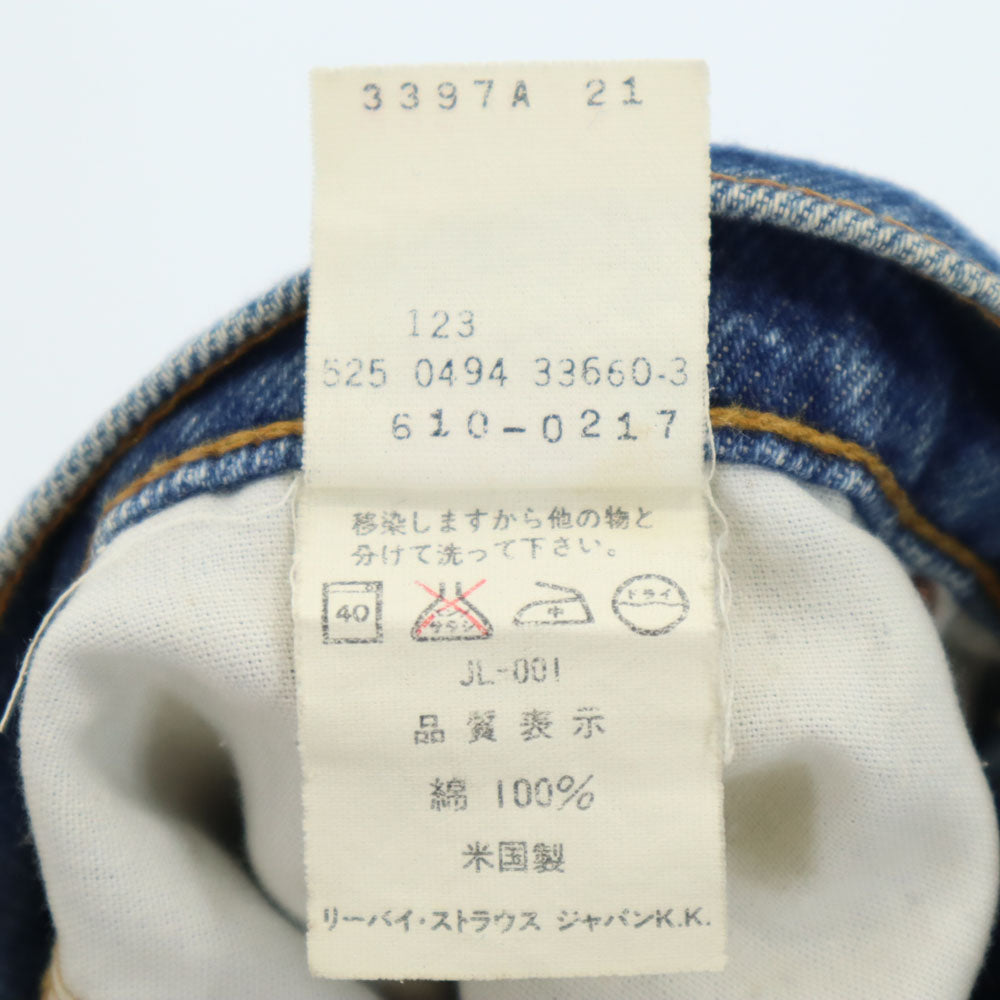 3397A 21
123
525 0494 33660-3
610-0217
移染しますから他の物と
分けて洗って下さい。
40 サラシ 中 ドライ
JL-001
品質表示
綿 100%
米国製
リーバイ・ストラウス ジャパンK.K.